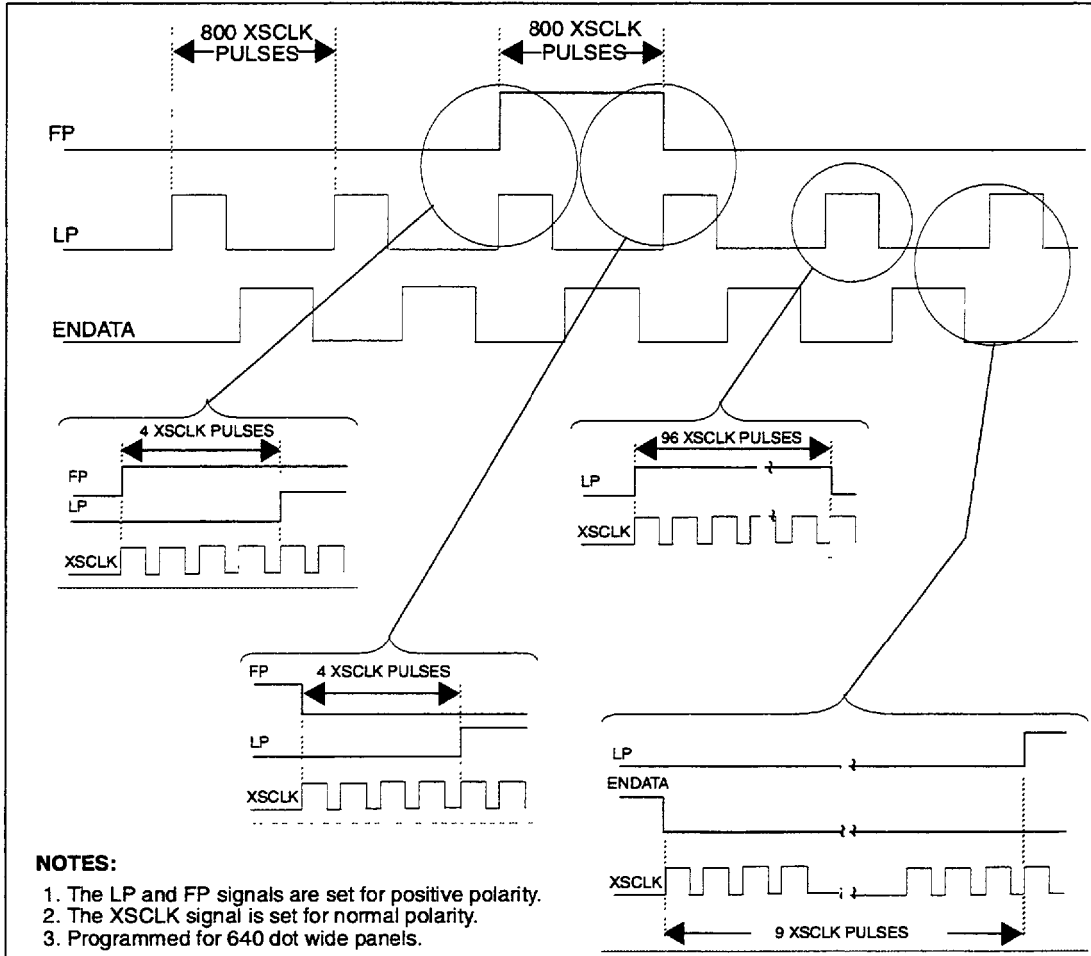 800 XSCLK
PULSES
800 XSCLK
PULSES
FP
LP
ENDATA
4 XSCLK PULSES
FP
LP
XSCLK
96 XSCLK PULSES
LP
XSCLK
4 XSCLK PULSES
FP
LP
XSCLK
LP
ENDATA
XSCLK
9 XSCLK PULSES
NOTES:
1. The LP and FP signals are set for positive polarity.
2. The XSCLK signal is set for normal polarity.
3. Programmed for 640 dot wide panels.